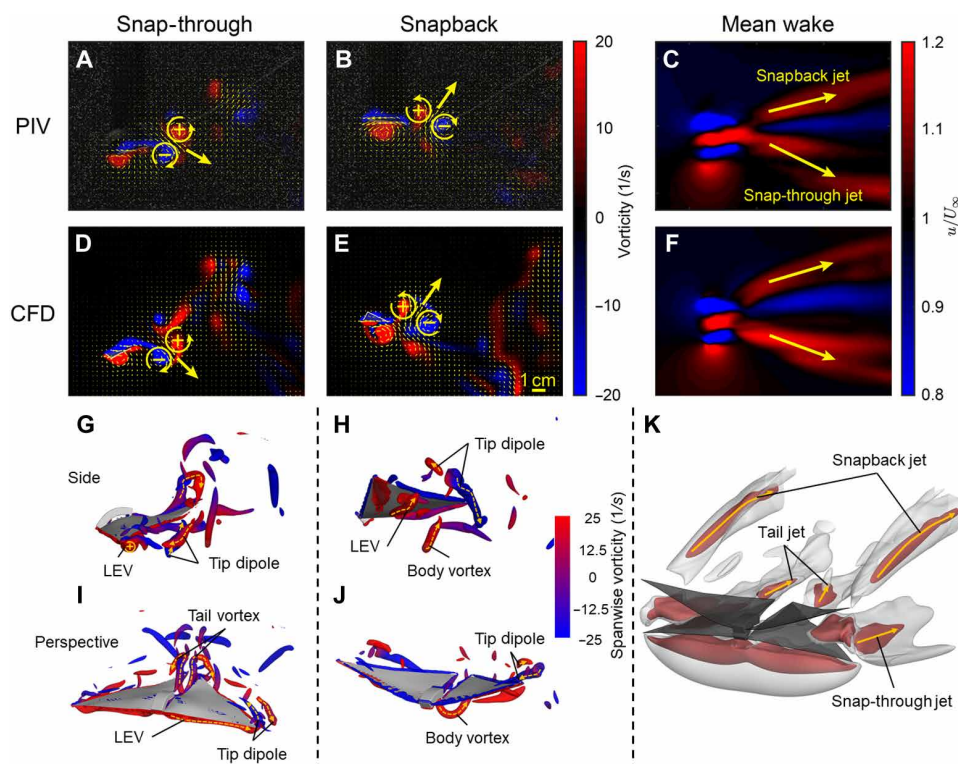 Snap-through
Snapback
Mean wake
PIV
A
B
C
Snapback jet
Snap-through jet
+
−
+
−
20
10
0
−10
−20
Vorticity (1/s)
1.2
1.1
1
0.9
0.8
u/U∞
CFD
D
E
F
+
−
+
−
1 cm
G
Side
LEV
+
Tip dipole
H
Tip dipole
LEV
Body vortex
25
12.5
0
−12.5
−25
Spanwise vorticity (1/s)
K
Snapback jet
Tail jet
Snap-through jet
I
Perspective
Tail vortex
LEV
Tip dipole
J
Tip dipole
Body vortex